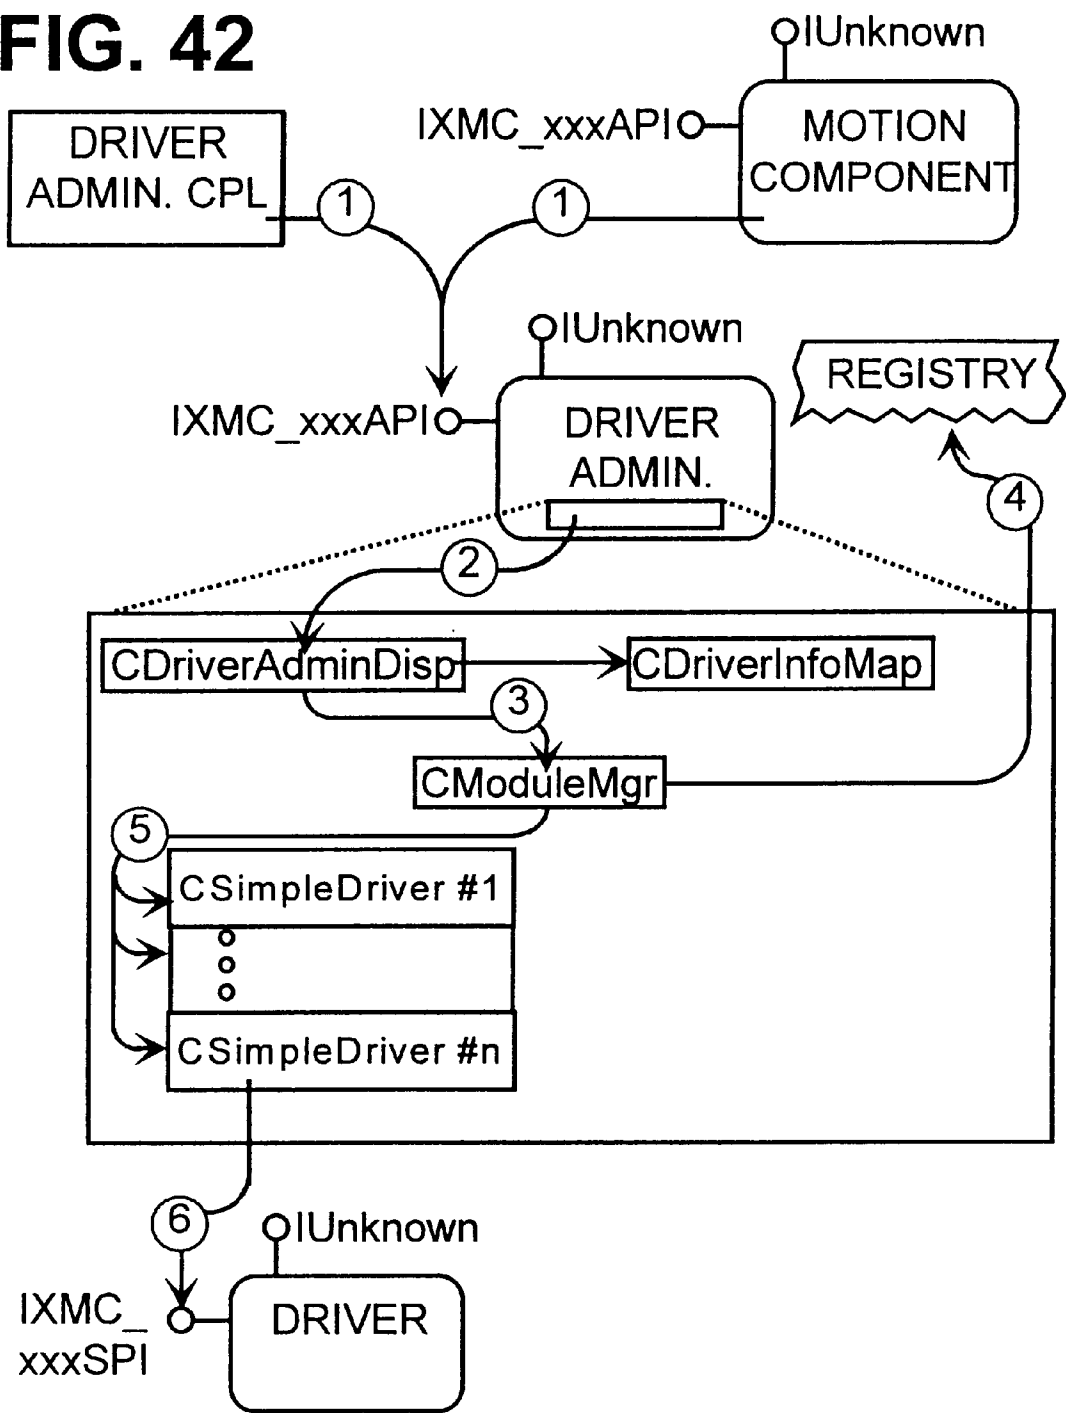 FIG. 42
IUnknown
IXMC_xxxAPI
MOTION
COMPONENT
DRIVER
ADMIN. CPL
1
1
IUnknown
IXMC_xxxAPI
DRIVER
ADMIN.
REGISTRY
4
2
CDriverAdminDisp
CDriverInfoMap
3
CModuleMgr
5
CSimpleDriver #1
CSimpleDriver #n
6
IUnknown
IXMC_
xxxSPI
DRIVER